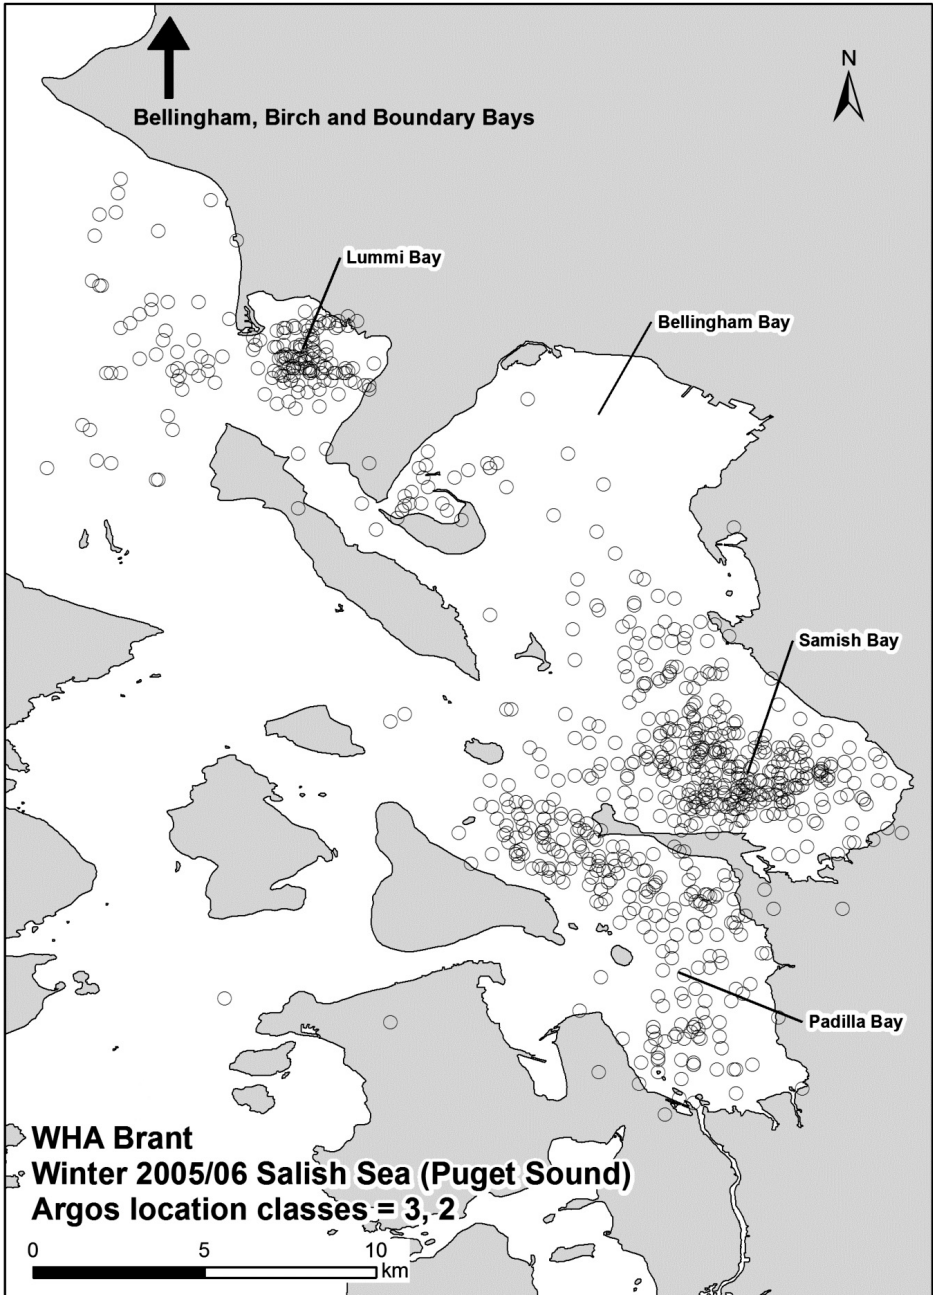 N
Bellingham, Birch and Boundary Bays
Lummi Bay
Bellingham Bay
Samish Bay
Padilla Bay
WHA Brant
Winter 2005/06 Salish Sea (Puget Sound)
Argos location classes = 3, 2
0 5 10
km